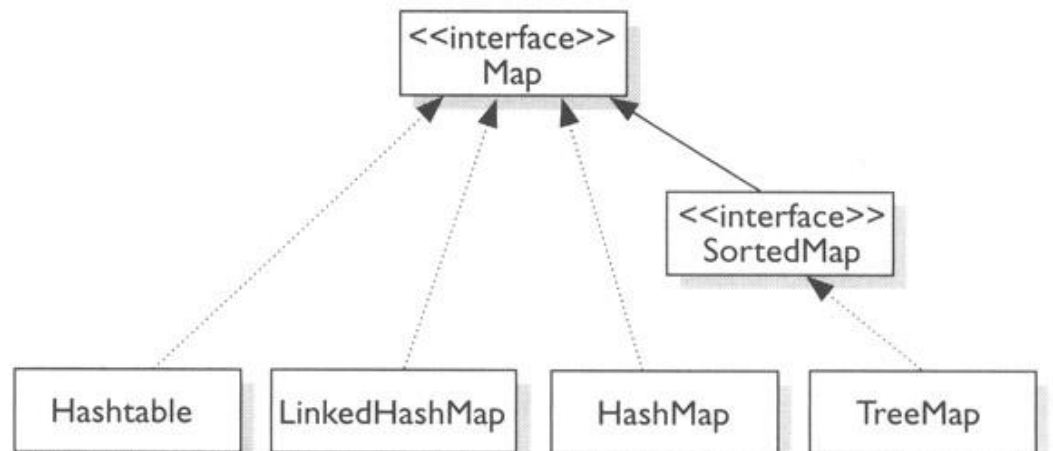 <<interface>>
Map
<<interface>>
SortedMap
Hashtable
LinkedHashMap
HashMap
TreeMap